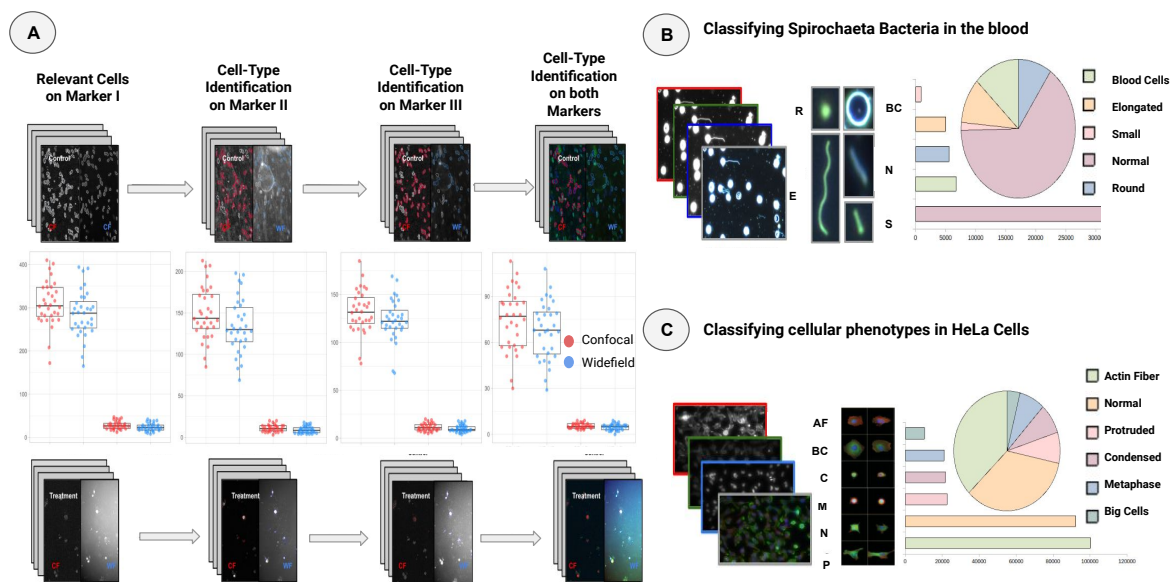 A
Relevant Cells
on Marker I
Cell-Type
Identification
on Marker II
Cell-Type
Identification
on Marker III
Cell-Type
Identification
on both
Markers
Control
CF
CF
Control
CF
WF
Control
CF
WF
Control
CF
WF
400
300
200
100
0
200
150
100
50
0
150
100
50
0
90
60
30
0
Confocal
Widefield
Treatment
CF
WF
Treatment
CF
WF
Treatment
CF
WF
Treatment
CF
WF
B
Classifying Spirochaeta Bacteria in the blood
R
BC
N
E
S
0
5000
10000
15000
20000
25000
Blood Cells
Elongated
Small
Normal
Round
C
Classifying cellular phenotypes in HeLa Cells
AF
BC
C
M
N
P
0
20000
40000
60000
80000
100000
120000
Actin Fiber
Normal
Protruded
Condensed
Metaphase
Big Cells